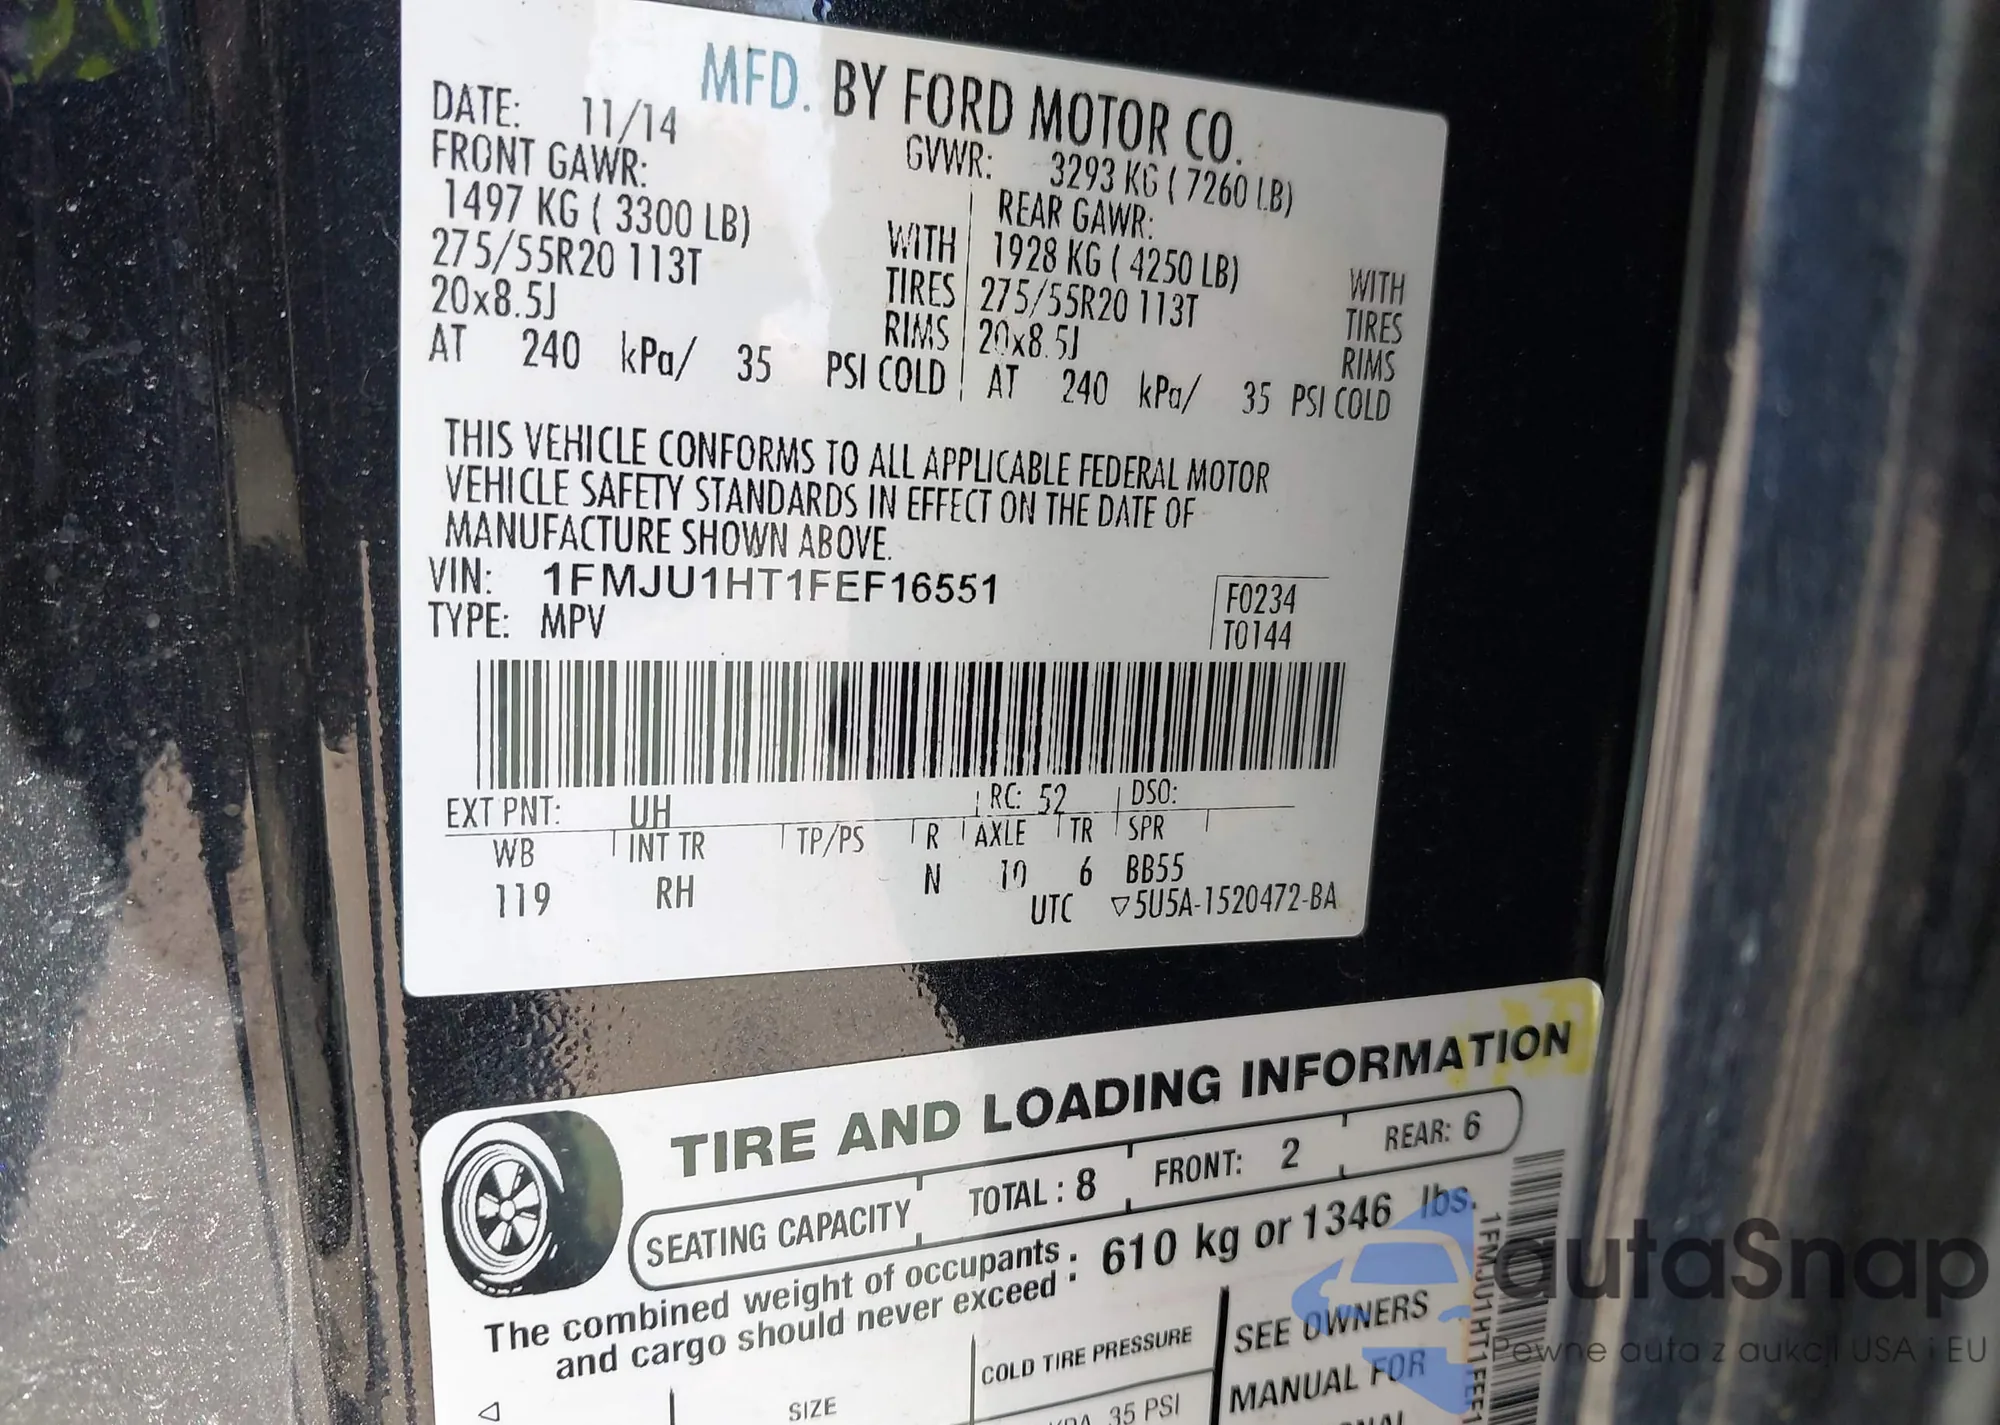 MFD. BY FORD MOTOR CO.
DATE: 11/14 GVWR: 3293 KG ( 7260 LB)
FRONT GAWR: REAR GAWR:
1497 KG ( 3300 LB) WITH 1928 KG ( 4250 LB) WITH
275/55R20 113T TIRES 275/55R20 113T TIRES
20x8.5J RIMS 20x8.5J RIMS
AT 240 kPa/ 35 PSI COLD AT 240 kPa/ 35 PSI COLD
THIS VEHICLE CONFORMS TO ALL APPLICABLE FEDERAL MOTOR
VEHICLE SAFETY STANDARDS IN EFFECT ON THE DATE OF
MANUFACTURE SHOWN ABOVE.
VIN: 1FMJU1HT1FEF16551 F0234
TYPE: MPV T0144
EXT PNT: UH RC: 52 DSO:
WB INT TR TP/PS R AXLE TR SPR
119 RH N 10 6 BB55
UTC ▽5U5A-1520472-BA
TIRE AND LOADING INFORMATION
SEATING CAPACITY TOTAL : 8 FRONT: 2 REAR: 6
The combined weight of occupants : 610 kg or 1346 lbs.
and cargo should never exceed
SIZE COLD TIRE PRESSURE SEE OWNERS
35 PSI MANUAL FOR
autaSnap
Pewne auta z aukcji USA i EU